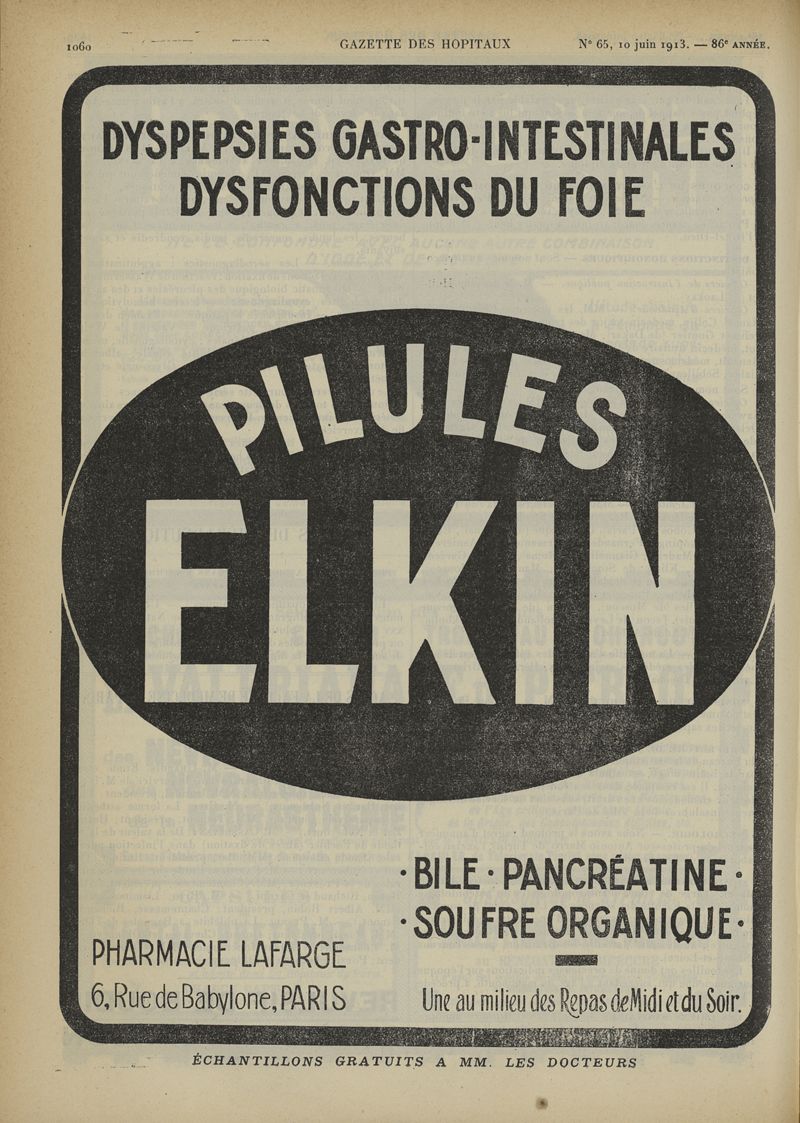 1060
GAZETTE DES HOPITAUX
N° 65, 10 juin 1913. — 86e ANNÉE.
DYSPEPSIES GASTRO-INTESTINALES
DYSFONCTIONS DU FOIE
PILULES
ELKIN
·BILE·PANCRÉATINE·
·SOUFRE ORGANIQUE·
PHARMACIE LAFARGE
6, Rue de Babylone, PARIS
Une au milieu des Repas de Midi et du Soir.
ÉCHANTILLONS GRATUITS A MM. LES DOCTEURS